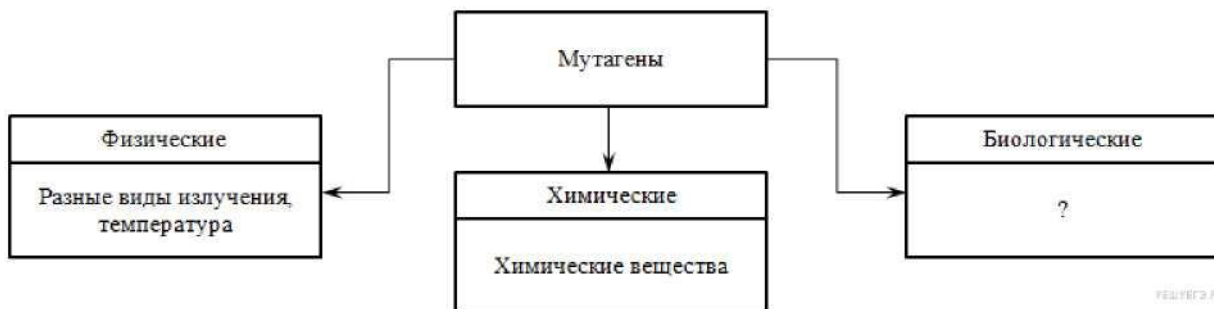 Мутагены
Физические
Разные виды излучения,
температура
Химические
Химические вещества
Биологические
?